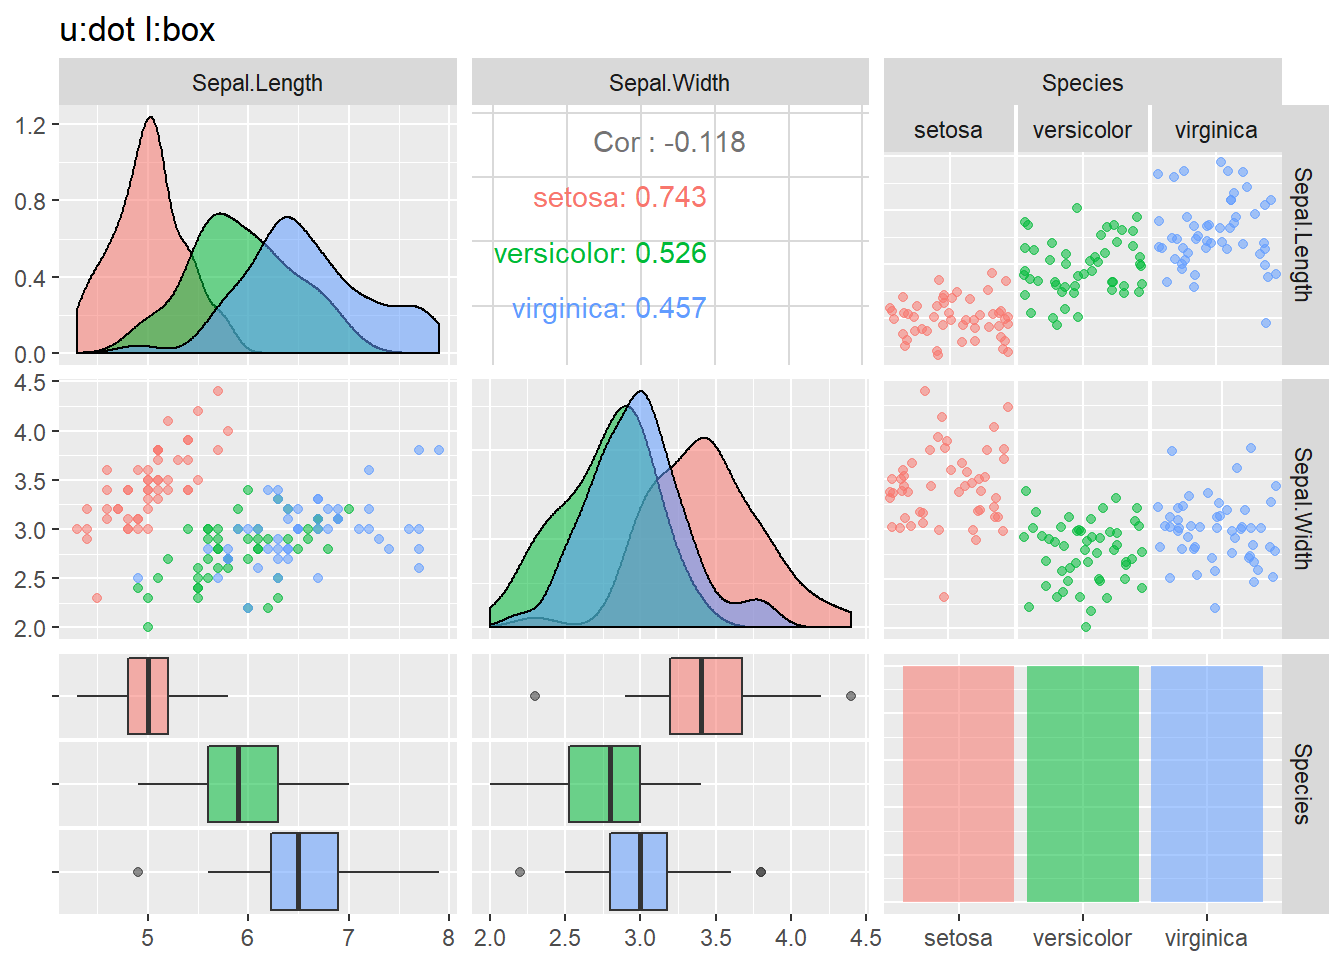 u:dot l:box
Sepal.Length
Sepal.Width
Species
setosa
versicolor
virginica
1.2
0.8
0.4
0.0
Cor : -0.118
setosa: 0.743
versicolor: 0.526
virginica: 0.457
Sepal.Length
4.5
4.0
3.5
3.0
2.5
2.0
Sepal.Width
Species
5
6
7
8
2.0
2.5
3.0
3.5
4.0
4.5
setosa
versicolor
virginica